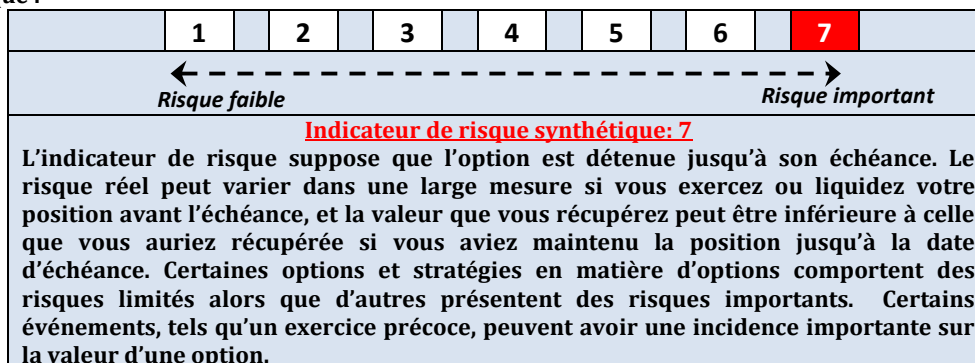 que :
1 2 3 4 5 6 7
Risque faible Risque important
Indicateur de risque synthétique: 7
L’indicateur de risque suppose que l’option est détenue jusqu’à son échéance. Le
risque réel peut varier dans une large mesure si vous exercez ou liquidez votre
position avant l’échéance, et la valeur que vous récupérez peut être inférieure à celle
que vous auriez récupérée si vous aviez maintenu la position jusqu’à la date
d’échéance. Certaines options et stratégies en matière d’options comportent des
risques limités alors que d’autres présentent des risques importants. Certains
événements, tels qu’un exercice précoce, peuvent avoir une incidence importante sur
la valeur d’une option.